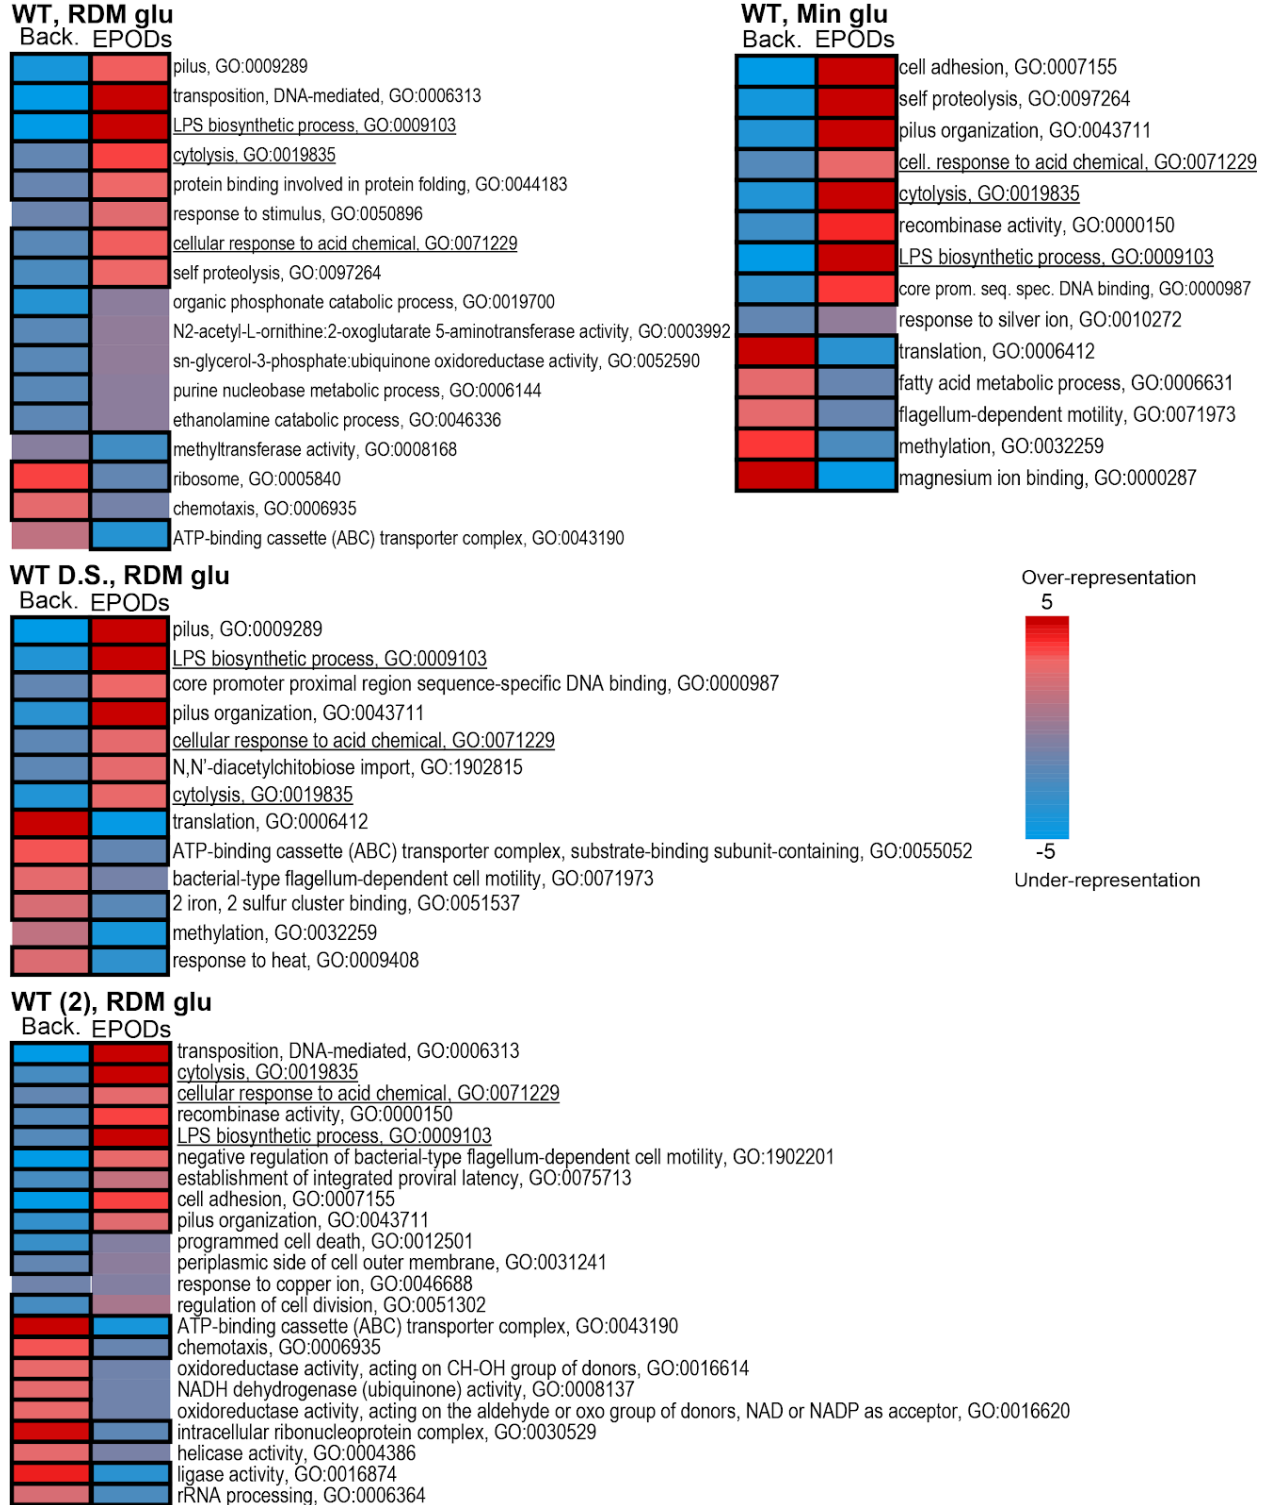 WT, RDM glu
Back. EPODs
pilus, GO:0009289
transposition, DNA-mediated, GO:0006313
LPS biosynthetic process, GO:0009103
cytolysis, GO:0019835
protein binding involved in protein folding, GO:0044183
response to stimulus, GO:0050896
cellular response to acid chemical, GO:0071229
self proteolysis, GO:0097264
organic phosphonate catabolic process, GO:0019700
N2-acetyl-L-ornithine:2-oxoglutarate 5-aminotransferase activity, GO:0003992
sn-glycerol-3-phosphate:ubiquinone oxidoreductase activity, GO:0052590
purine nucleobase metabolic process, GO:0006144
ethanolamine catabolic process, GO:0046336
methyltransferase activity, GO:0008168
ribosome, GO:0005840
chemotaxis, GO:0006935
ATP-binding cassette (ABC) transporter complex, GO:0043190
WT, Min glu
Back. EPODs
cell adhesion, GO:0007155
self proteolysis, GO:0097264
pilus organization, GO:0043711
cell. response to acid chemical, GO:0071229
cytolysis, GO:0019835
recombinase activity, GO:0000150
LPS biosynthetic process, GO:0009103
core prom. seq. spec. DNA binding, GO:0000987
response to silver ion, GO:0010272
translation, GO:0006412
fatty acid metabolic process, GO:0006631
flagellum-dependent motility, GO:0071973
methylation, GO:0032259
magnesium ion binding, GO:0000287
WT D.S., RDM glu
Back. EPODs
pilus, GO:0009289
LPS biosynthetic process, GO:0009103
core promoter proximal region sequence-specific DNA binding, GO:0000987
pilus organization, GO:0043711
cellular response to acid chemical, GO:0071229
N,N'-diacetylchitobiose import, GO:1902815
cytolysis, GO:0019835
translation, GO:0006412
ATP-binding cassette (ABC) transporter complex, substrate-binding subunit-containing, GO:0055052
bacterial-type flagellum-dependent cell motility, GO:0071973
2 iron, 2 sulfur cluster binding, GO:0051537
methylation, GO:0032259
response to heat, GO:0009408
Over-representation
5
-5
Under-representation
WT (2), RDM glu
Back. EPODs
transposition, DNA-mediated, GO:0006313
cytolysis, GO:0019835
cellular response to acid chemical, GO:0071229
recombinase activity, GO:0000150
LPS biosynthetic process, GO:0009103
negative regulation of bacterial-type flagellum-dependent cell motility, GO:1902201
establishment of integrated proviral latency, GO:0075713
cell adhesion, GO:0007155
pilus organization, GO:0043711
programmed cell death, GO:0012501
periplasmic side of cell outer membrane, GO:0031241
response to copper ion, GO:0046688
regulation of cell division, GO:0051302
ATP-binding cassette (ABC) transporter complex, GO:0043190
chemotaxis, GO:0006935
oxidoreductase activity, acting on CH-OH group of donors, GO:0016614
NADH dehydrogenase (ubiquinone) activity, GO:0008137
oxidoreductase activity, acting on the aldehyde or oxo group of donors, NAD or NADP as acceptor, GO:0016620
intracellular ribonucleoprotein complex, GO:0030529
helicase activity, GO:0004386
ligase activity, GO:0016874
rRNA processing, GO:0006364